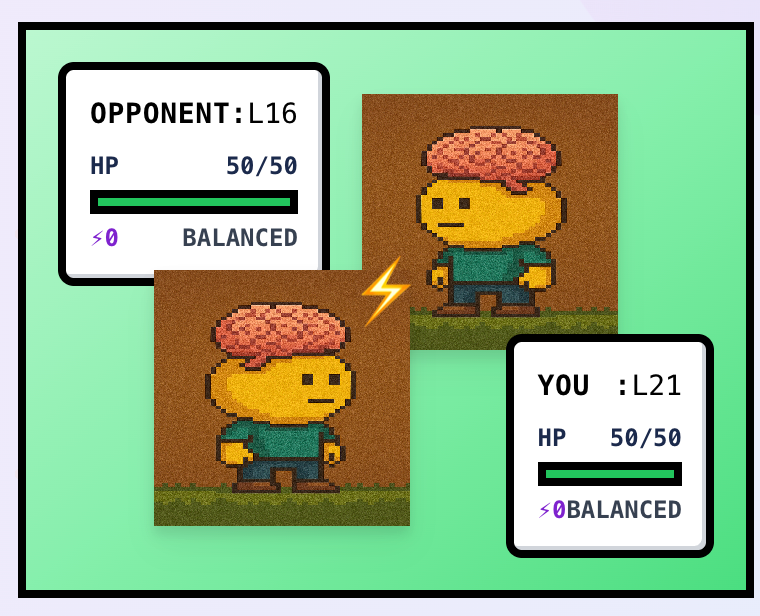 OPPONENT:L16
HP 50/50
⚡0 BALANCED
YOU :L21
HP 50/50
⚡0BALANCED